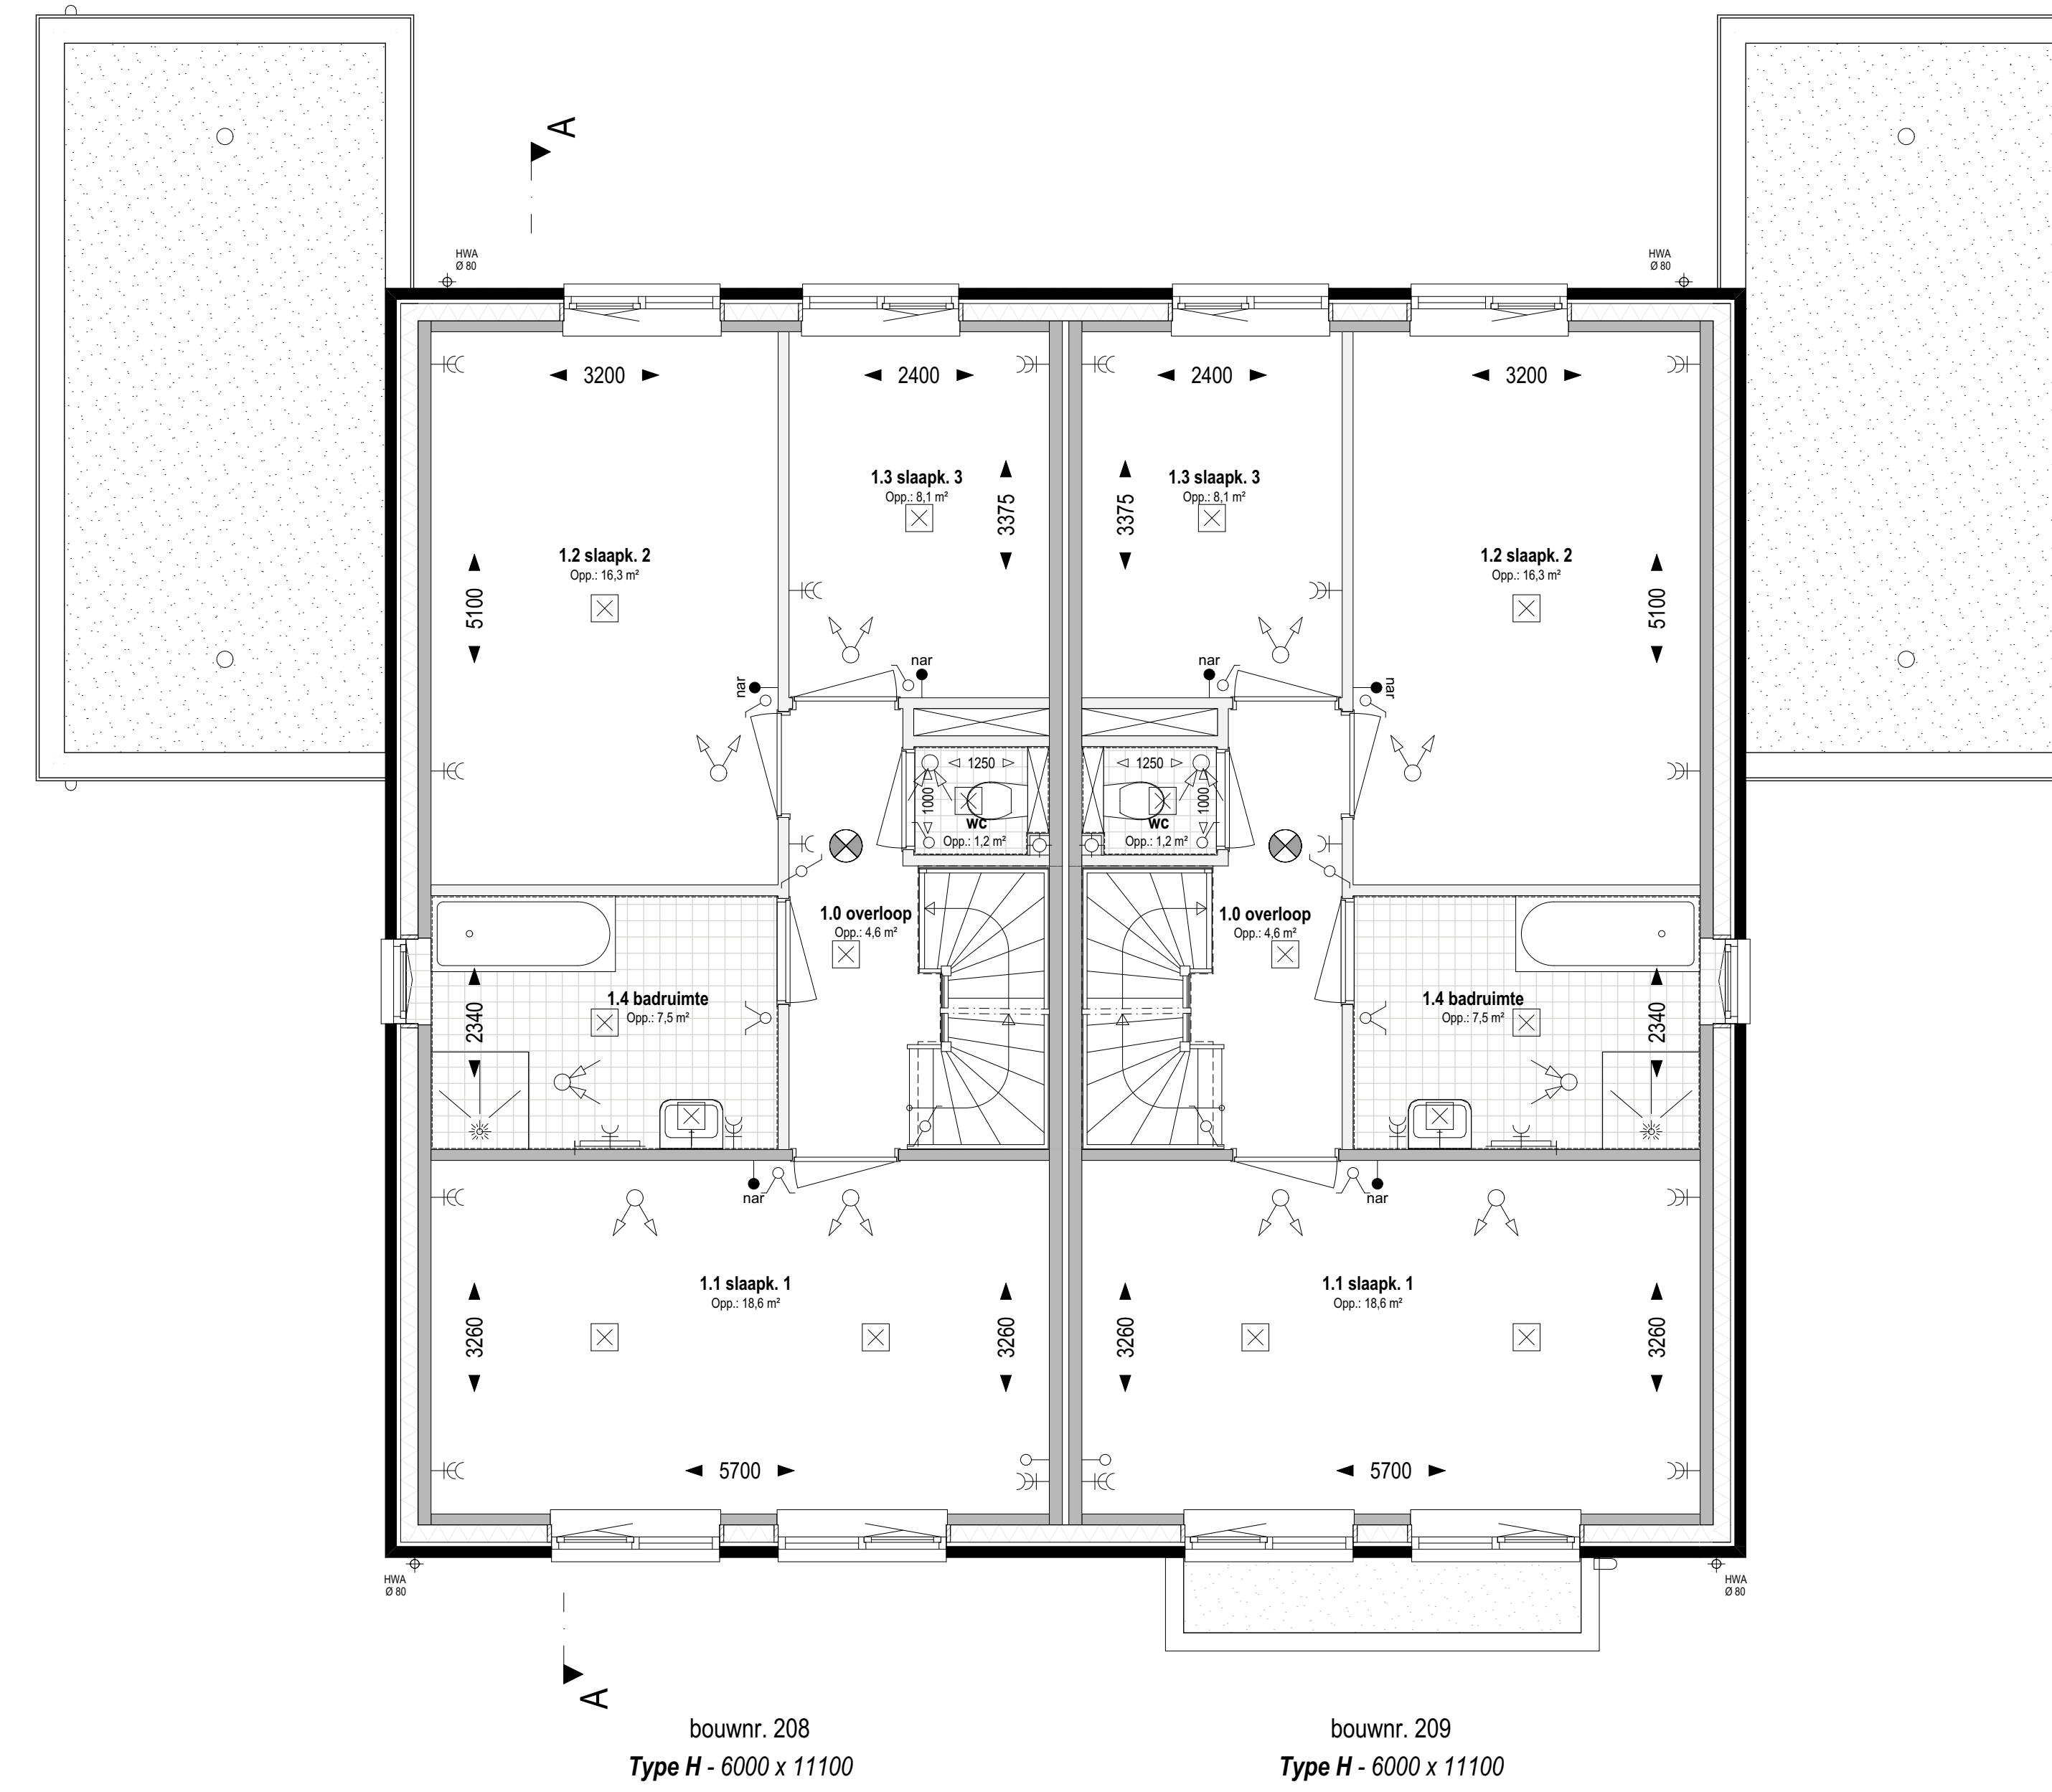 A
HWA
Ø 80
HWA
Ø 80
3200
2400
2400
3200
1.3 slaapk. 3
Opp.: 8,1 m²
3375
3375
1.3 slaapk. 3
Opp.: 8,1 m²
1.2 slaapk. 2
Opp.: 16,3 m²
5100
1.2 slaapk. 2
Opp.: 16,3 m²
5100
nar
nar
nar
nar
1250
1000
wc
Opp.: 1,2 m²
1250
1000
wc
Opp.: 1,2 m²
1.0 overloop
Opp.: 4,6 m²
1.0 overloop
Opp.: 4,6 m²
2340
1.4 badruimte
Opp.: 7,5 m²
1.4 badruimte
Opp.: 7,5 m²
2340
nar
nar
1.1 slaapk. 1
Opp.: 18,6 m²
1.1 slaapk. 1
Opp.: 18,6 m²
3260
3260
3260
3260
5700
5700
HWA
Ø 80
HWA
Ø 80
A
bouwnr. 208
Type H - 6000 x 11100
bouwnr. 209
Type H - 6000 x 11100